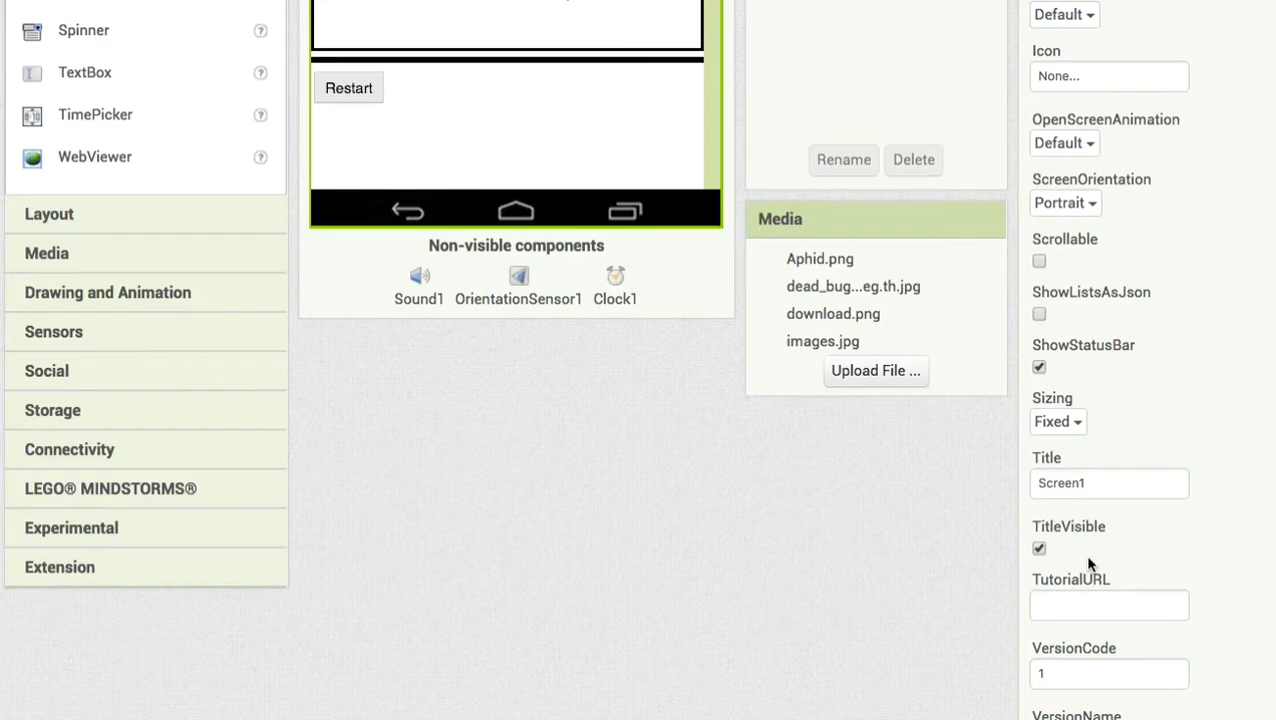 Spinner
?
TextBox
?
TimePicker
?
WebViewer
?
Layout
Media
Drawing and Animation
Sensors
Social
Storage
Connectivity
LEGO® MINDSTORMS®
Experimental
Extension
Restart
Non-visible components
Sound1 OrientationSensor1 Clock1
Rename Delete
Media
Aphid.png
dead_bug...eg.th.jpg
download.png
images.jpg
Upload File ...
Default
Icon
None...
OpenScreenAnimation
Default
ScreenOrientation
Portrait
Scrollable
ShowListsAsJson
ShowStatusBar
Sizing
Fixed
Title
Screen1
TitleVisible
TutorialURL
VersionCode
1
VersionName